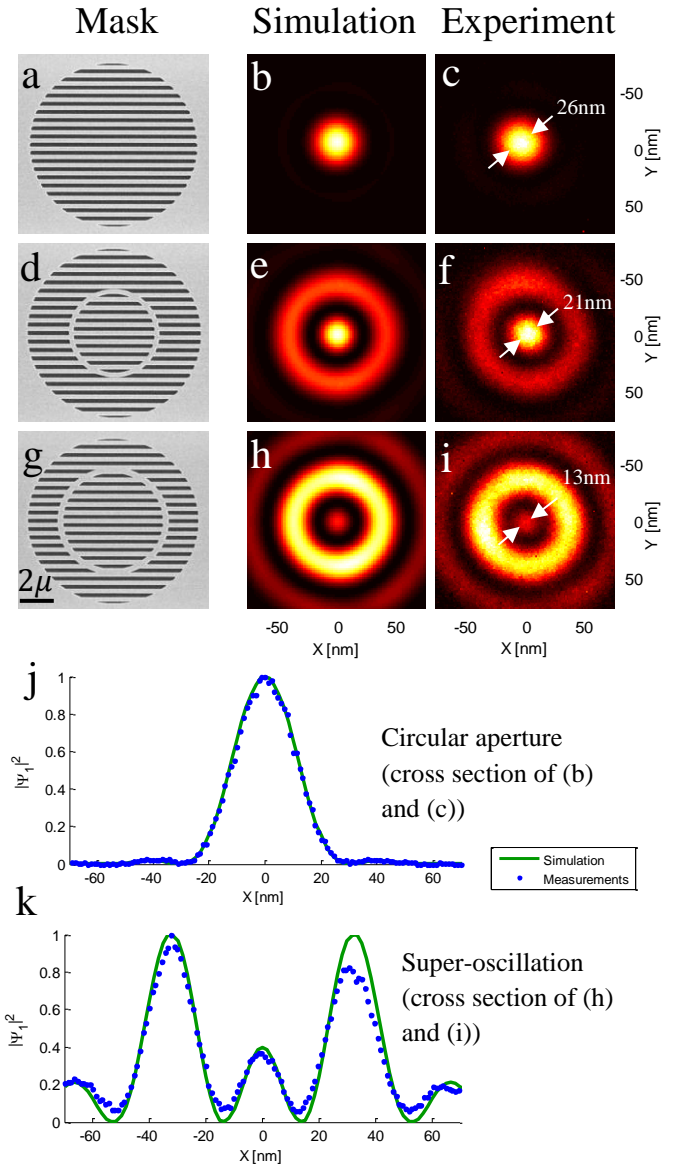 Mask Simulation Experiment
a b c 26nm
-50
0
50
Y [nm]
d e f 21nm
-50
0
50
Y [nm]
g h i 13nm
2μ
-50
0
50
Y [nm]
-50 0 50 -50 0 50
X [nm] X [nm]
j
1
0.8
0.6
0.4
0.2
0
|Ψ₁|²
-60 -40 -20 0 20 40 60
X [nm]
Circular aperture
(cross section of (b)
and (c))
Simulation
Measurements
k
1
0.8
0.6
0.4
0.2
0
|Ψ₁|²
-60 -40 -20 0 20 40 60
X [nm]
Super-oscillation
(cross section of (h)
and (i))